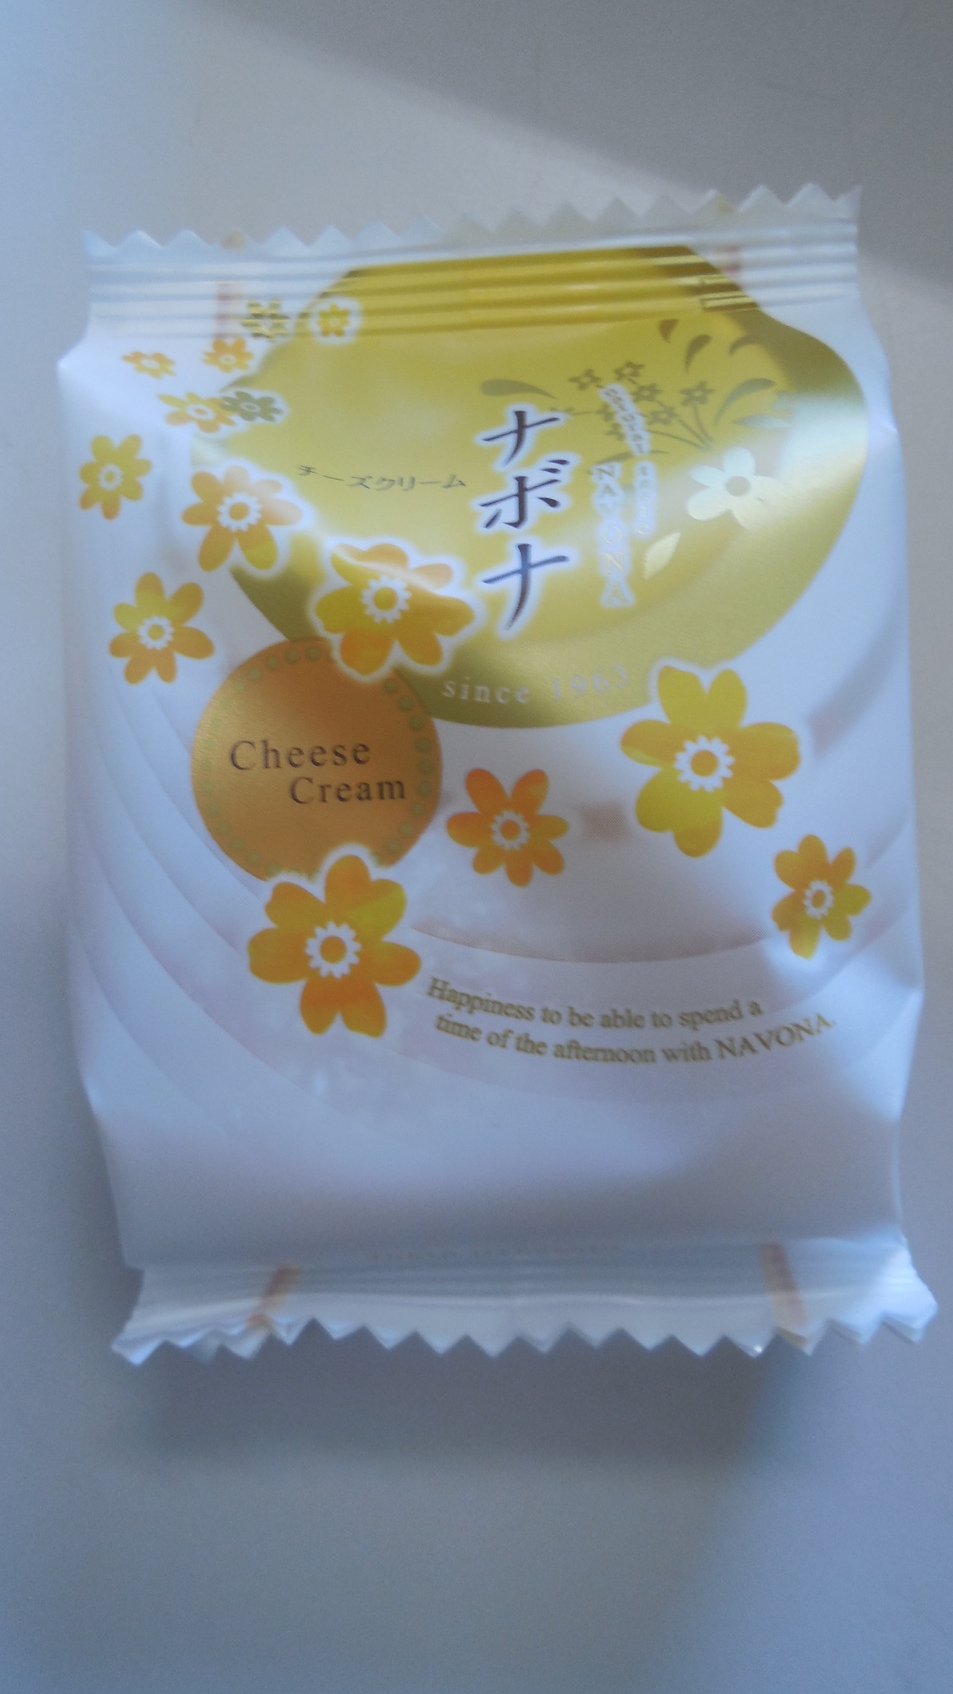 ナボナ
チーズクリーム
NAVONA
since 1963
Cheese
Cream
Happiness to be able to spend a
time of the afternoon with NAVONA.